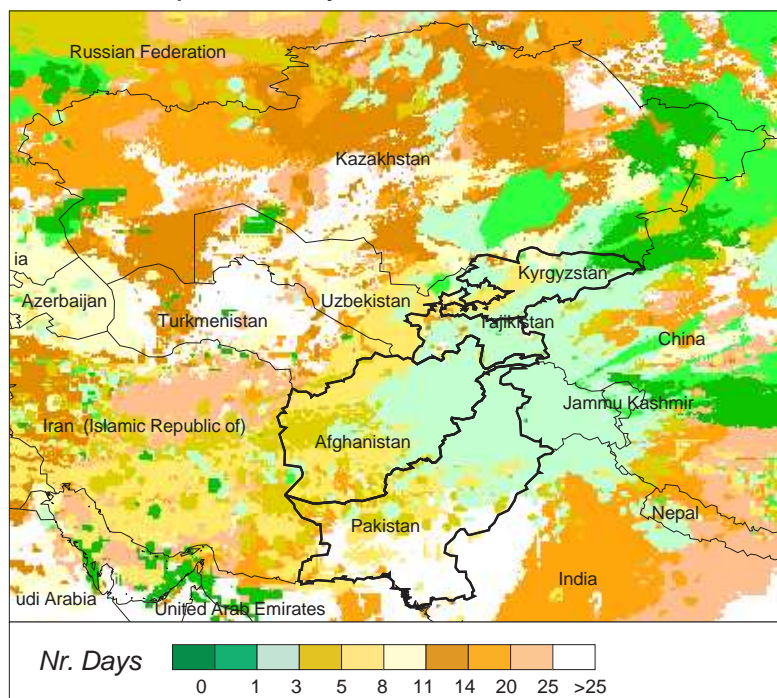 Russian Federation
Kazakhstan
ia
Kyrgyzstan
Azerbaijan
Uzbekistan
Turkmenistan
Tajikistan
China
Jammu Kashmir
Iran (Islamic Republic of)
Afghanistan
Nepal
Pakistan
India
udi Arabia
United Arab Emirates
Nr. Days
0 1 3 5 8 11 14 20 25 >25